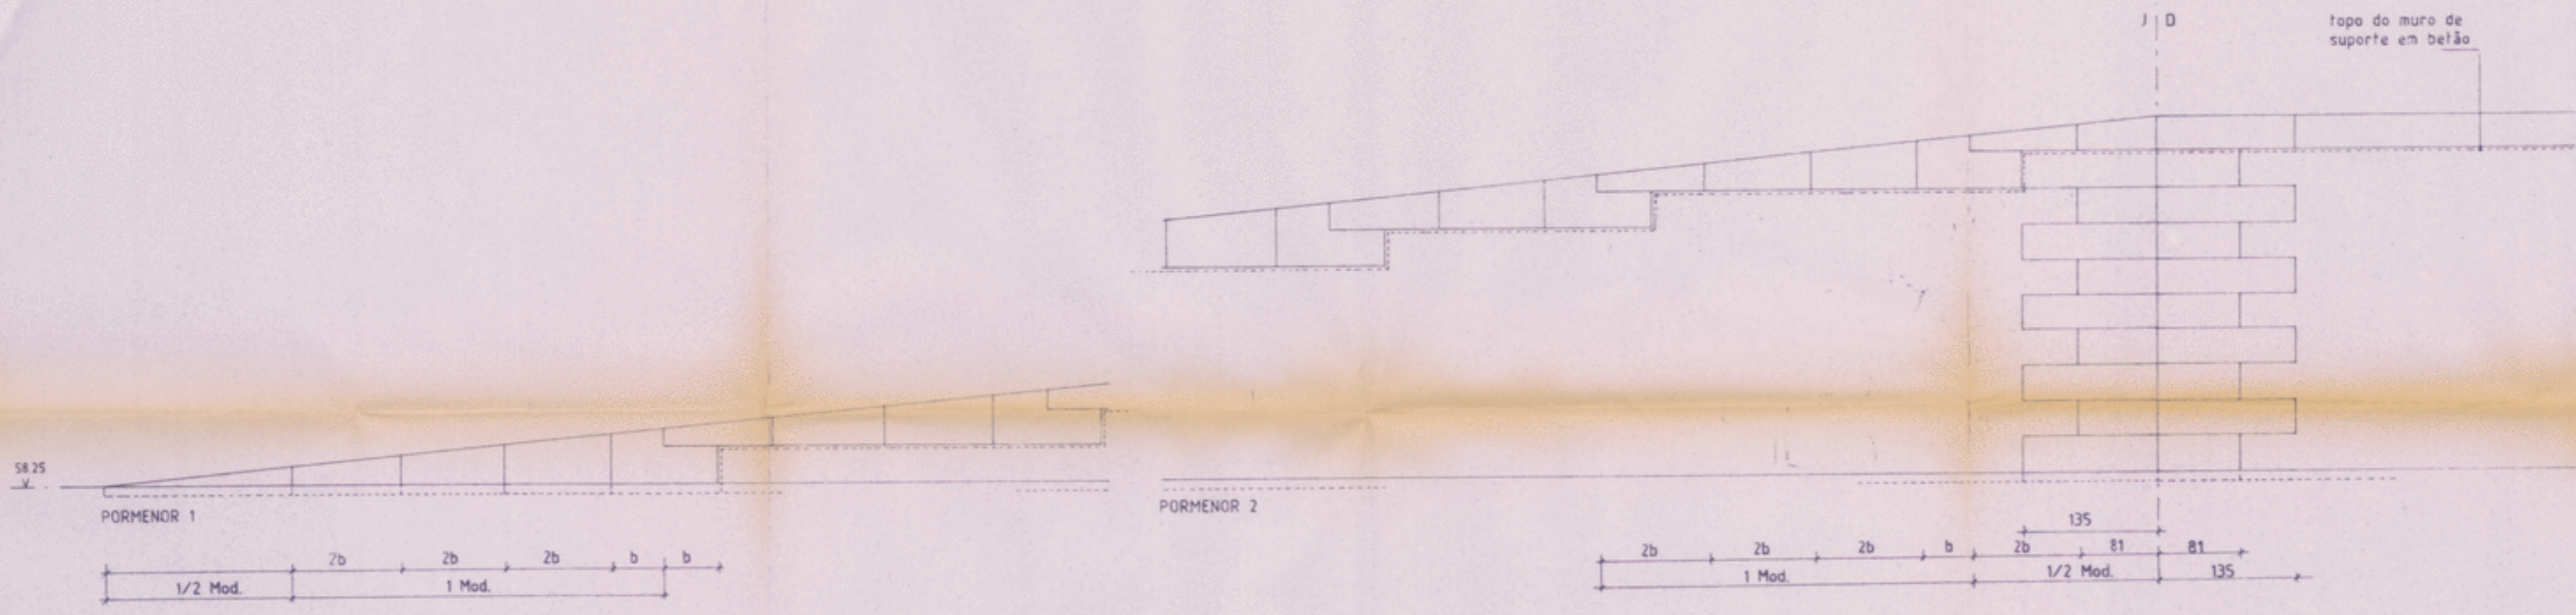 J | D
topo do muro de
suporte em betão
58.25
PORMENOR 1
2b 2b 2b b b
1/2 Mod. 1 Mod.
PORMENOR 2
135
2b 2b 2b b 2b 81 81
1 Mod. 1/2 Mod. 135